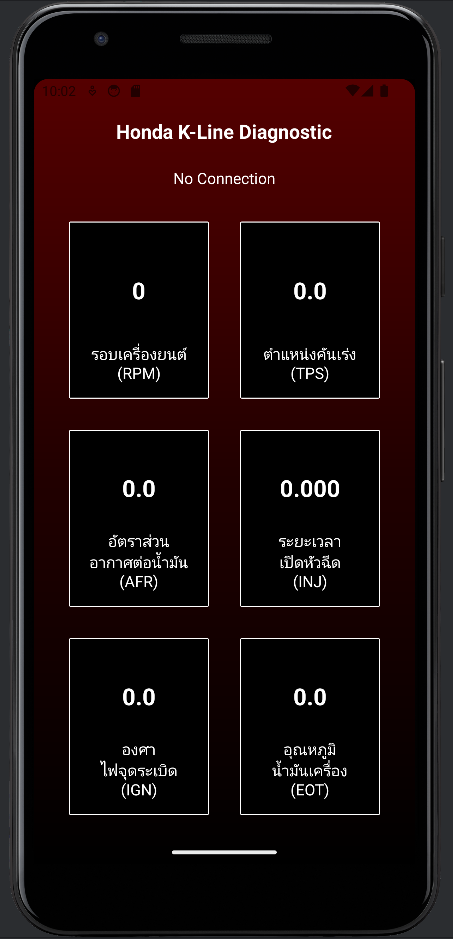 10:02
Honda K-Line Diagnostic
No Connection
0
รอบเครื่องยนต์
(RPM)
0.0
ตำแหน่งคันเร่ง
(TPS)
0.0
อัตราส่วน
อากาศต่อน้ำมัน
(AFR)
0.000
ระยะเวลา
เปิดหัวฉีด
(INJ)
0.0
องศา
ไฟจุดระเบิด
(IGN)
0.0
อุณหภูมิ
น้ำมันเครื่อง
(EOT)